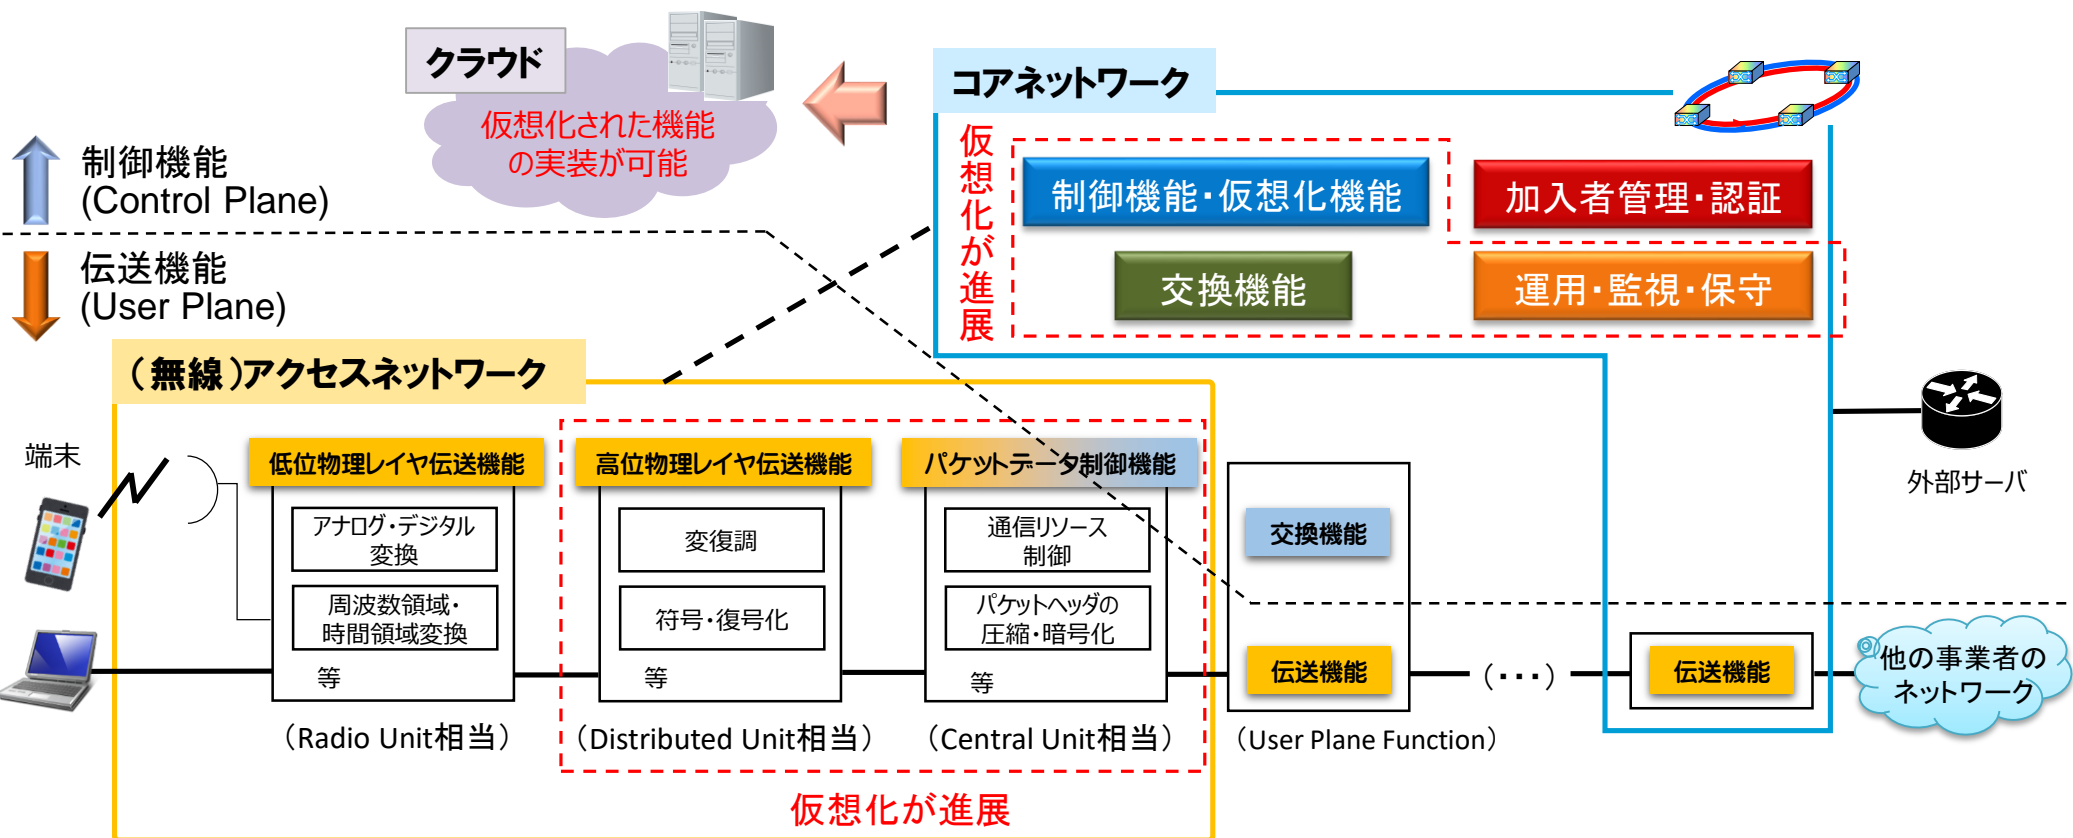 クラウド
仮想化された機能
の実装が可能
コアネットワーク
仮想化が進展
制御機能・仮想化機能
加入者管理・認証
交換機能
運用・監視・保守
制御機能
(Control Plane)
伝送機能
(User Plane)
（無線）アクセスネットワーク
端末
低位物理レイヤ伝送機能
アナログ・デジタル
変換
周波数領域・
時間領域変換
等
（Radio Unit相当）
高位物理レイヤ伝送機能
変復調
符号・復号化
等
（Distributed Unit相当）
パケットデータ制御機能
通信リソース
制御
パケットヘッダの
圧縮・暗号化
等
（Central Unit相当）
仮想化が進展
交換機能
伝送機能
（User Plane Function）
（・・・）
伝送機能
外部サーバ
他の事業者の
ネットワーク